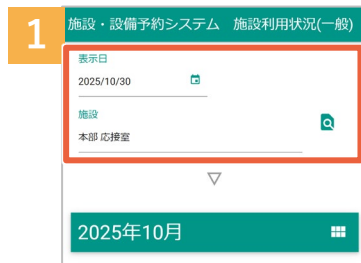 1
施設・設備予約システム 施設利用状況(一般)
表示日
2025/10/30
施設
本部 応接室
2025年10月